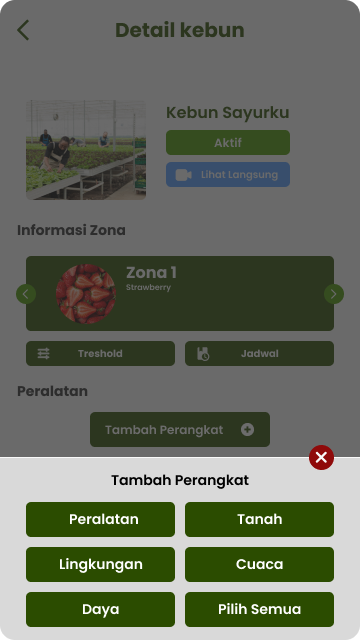 Detail kebun
Kebun Sayurku
Aktif
Lihat Langsung
Informasi Zona
Zona 1
Strawberry
Treshold
Jadwal
Peralatan
Tambah Perangkat
Tambah Perangkat
Peralatan
Tanah
Lingkungan
Cuaca
Daya
Pilih Semua